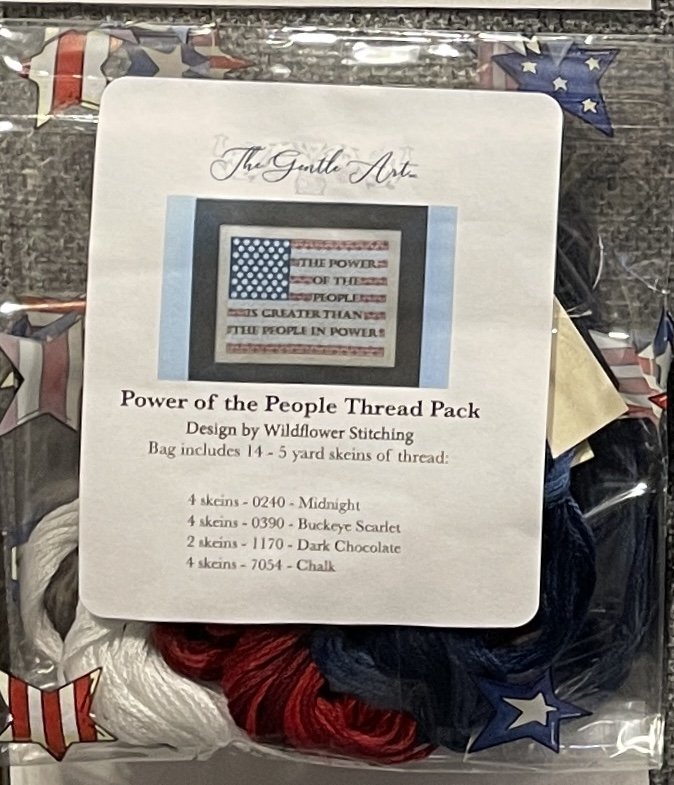 The Gentle Art
THE POWER
OF THE
PEOPLE
IS GREATER THAN
THE PEOPLE IN POWER
Power of the People Thread Pack
Design by Wildflower Stitching
Bag includes 14 - 5 yard skeins of thread:
4 skeins - 0240 - Midnight
4 skeins - 0390 - Buckeye Scarlet
2 skeins - 1170 - Dark Chocolate
4 skeins - 7054 - Chalk